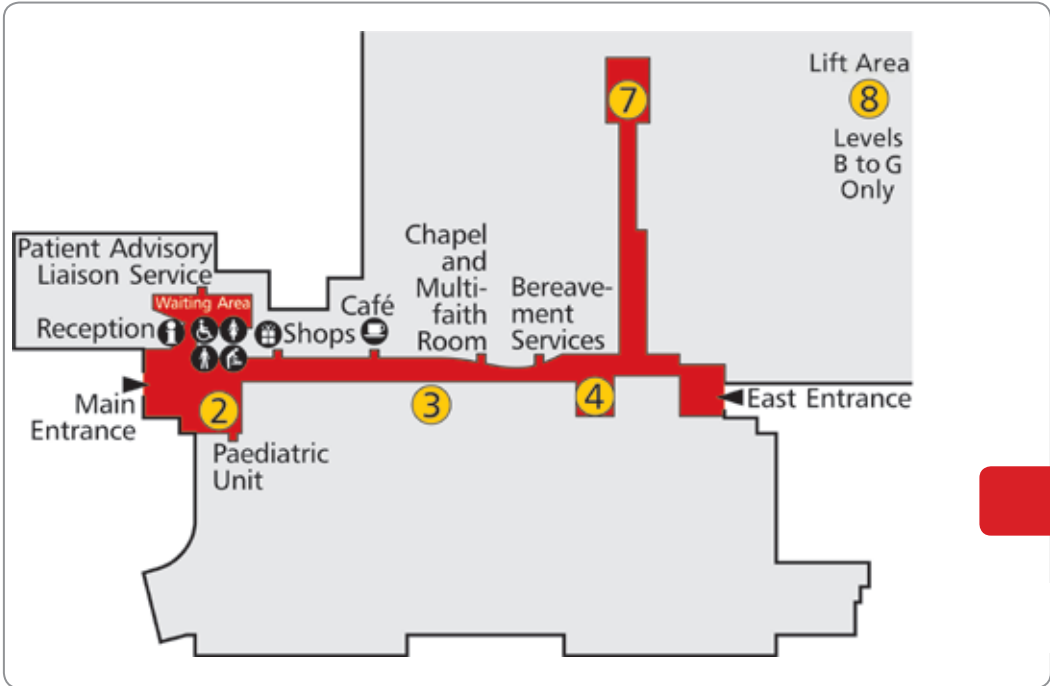 Lift Area
8
Levels
B to G
Only
7
Patient Advisory
Liaison Service
Waiting Area
Reception
Shops
Café
Chapel
and
Multi-
faith
Room
Bereave-
ment
Services
Main
Entrance
2
3
4
East Entrance
Paediatric
Unit